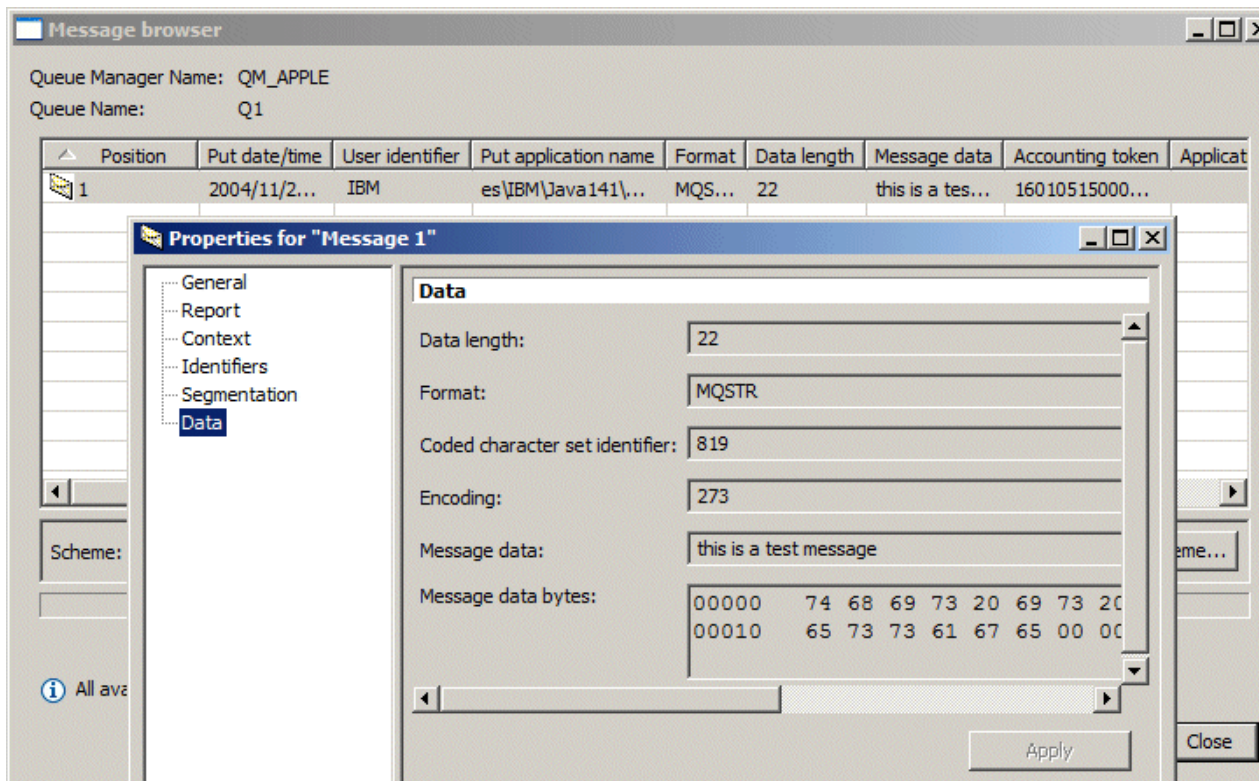 Message browser
Queue Manager Name: QM_APPLE
Queue Name: Q1
Position Put date/time User identifier Put application name Format Data length Message data Accounting token Applicat
1 2004/11/2... IBM es\IBM\Java141\... MQS... 22 this is a tes... 16010515000...
Properties for "Message 1"
General
Report
Context
Identifiers
Segmentation
Data
Data
Data length: 22
Format: MQSTR
Coded character set identifier: 819
Encoding: 273
Message data: this is a test message
Message data bytes:
00000 74 68 69 73 20 69 73 20
00010 65 73 73 61 67 65 00 00
Scheme:
eme...
All ava
Apply
Close